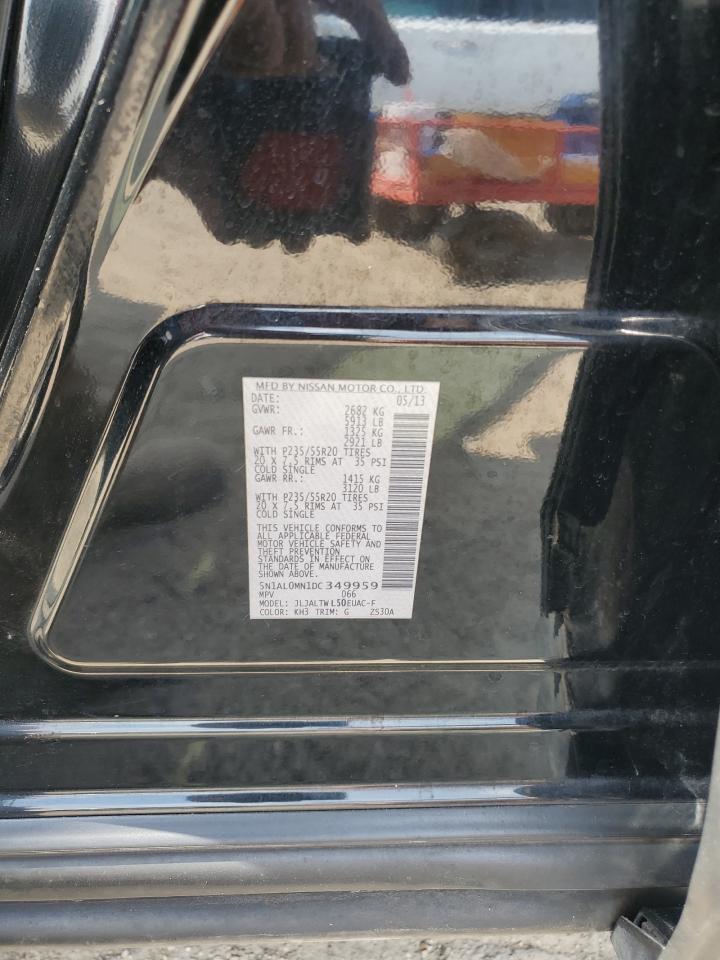 MFD BY NISSAN MOTOR CO., LTD
DATE: 05/13
GVWR: 2682 KG
5913 LB
GAWR FR.: 1325 KG
2921 LB
WITH P235/55R20 TIRES
20 X 7.5 RIMS AT 35 PSI
COLD SINGLE
GAWR RR.: 1415 KG
3120 LB
WITH P235/55R20 TIRES
20 X 7.5 RIMS AT 35 PSI
COLD SINGLE
THIS VEHICLE CONFORMS TO
ALL APPLICABLE FEDERAL
MOTOR VEHICLE SAFETY AND
THEFT PREVENTION
STANDARDS IN EFFECT ON
THE DATE OF MANUFACTURE
SHOWN ABOVE.
5N1AL0MN1DC349959
MPV D66
MODEL: JLJALTWL50EUAC-F
COLOR: KH3 TRIM: G ZS30A